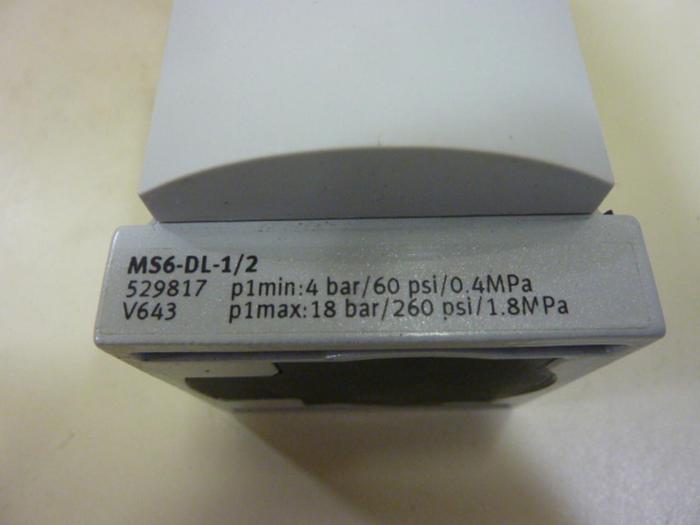 MS6-DL-1/2
529817 p1min:4 bar/60 psi/0.4MPa
V643 p1max:18 bar/260 psi/1.8MPa